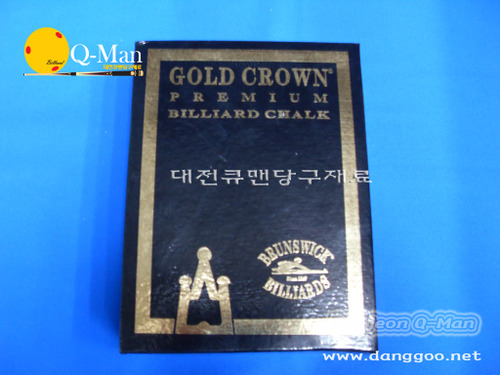 Q-Man
GOLD CROWN®
PREMIUM
BILLIARD CHALK
대전큐맨당구재료
BRUNSWICK
BILLIARDS
eon Q-Man
www.danggoo.net